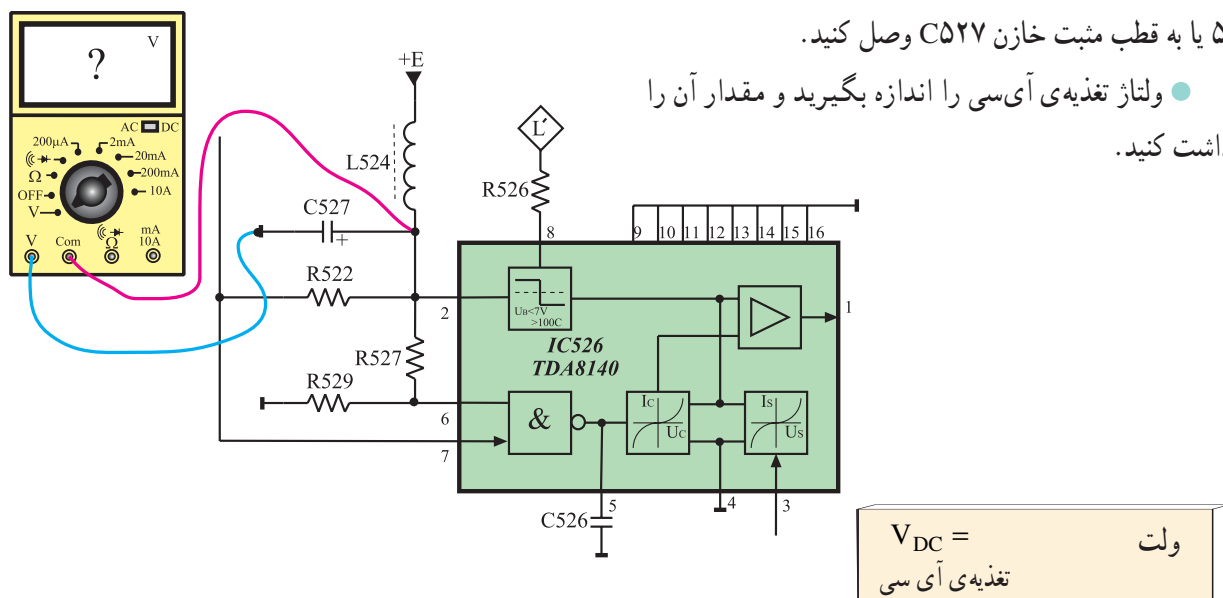 ۵ یا به قطب مثبت خازن C۵۲۷ وصل کنید.
● ولتاژ تغذیه‌ی آی‌سی را اندازه بگیرید و مقدار آن را
داشت کنید.
V
?
AC DC
200µA 2mA
20mA
Ω 200mA
OFF 10A
V
V Com Ω mA 10A
+E
L524
C527
+
R522
R527
R529
L'
R526
8
9 10 11 12 13 14 15 16
2
UB<7V
>100C
1
IC526
TDA8140
6
&
IC
UC
IS
US
7
5
4
3
C526
V_DC = ولت
تغذیه‌ی آی سی